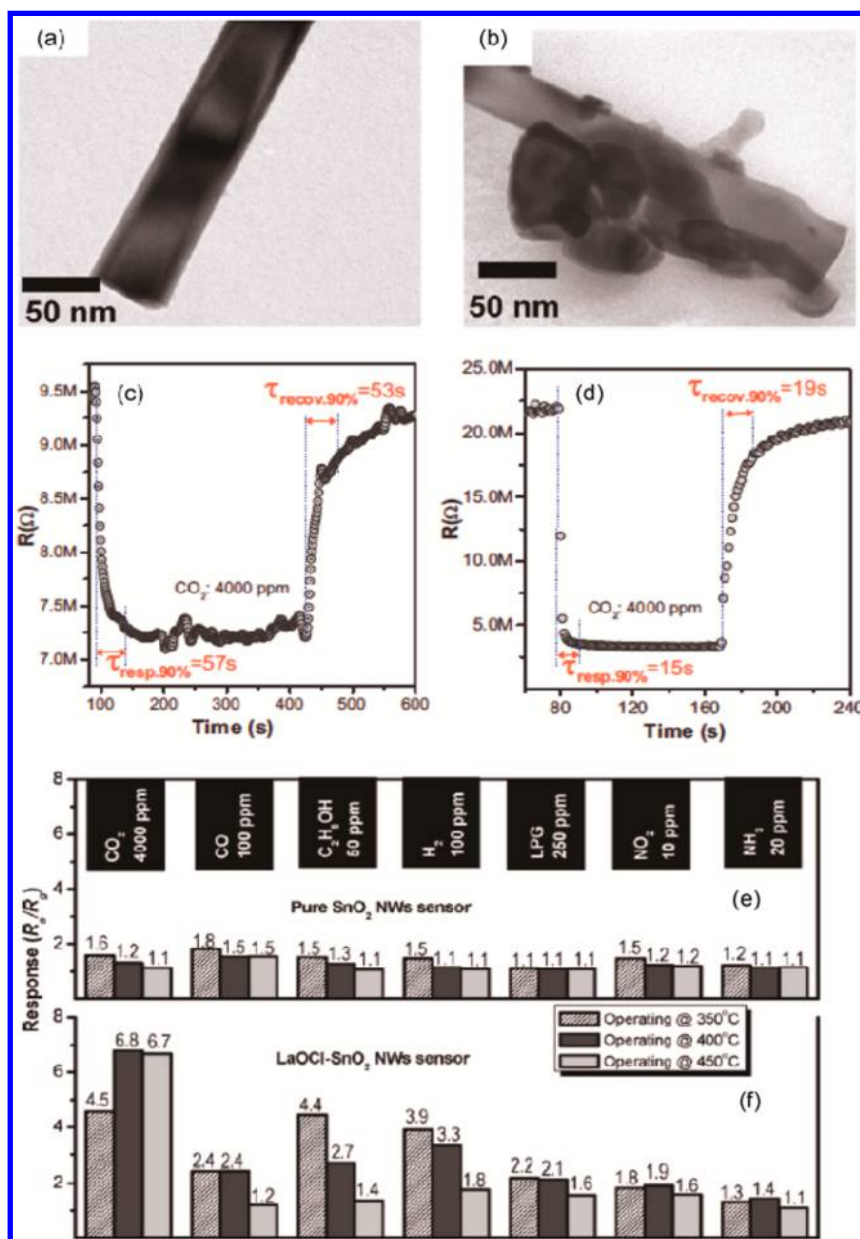 (a)
50 nm
(b)
50 nm
(c)
9.5M
9.0M
8.5M
8.0M
7.5M
7.0M
R(Ω)
τrecov.90%=53s
CO2: 4000 ppm
τresp.90%=57s
100 200 300 400 500 600
Time (s)
(d)
25.0M
20.0M
15.0M
10.0M
5.0M
R(Ω)
τrecov.90%=19s
CO2: 4000 ppm
τresp.90%=15s
80 120 160 200 240
Time (s)
Response (Ra/Rg)
8
6
4
2
CO2 4000 ppm
CO 100 ppm
C2H5OH 50 ppm
H2 100 ppm
LPG 250 ppm
NO2 10 ppm
NH3 20 ppm
Pure SnO2 NWs sensor
(e)
1.6 1.2 1.1 1.8 1.5 1.5 1.5 1.3 1.1 1.5 1.1 1.1 1.1 1.1 1.1 1.5 1.2 1.2 1.2 1.1 1.1
8
6
4
2
Operating @ 350°C
Operating @ 400°C
Operating @ 450°C
LaOCl-SnO2 NWs sensor
(f)
4.5 6.8 6.7 2.4 2.4 1.2 4.4 2.7 1.4 3.9 3.3 1.8 2.2 2.1 1.6 1.8 1.9 1.6 1.3 1.4 1.1